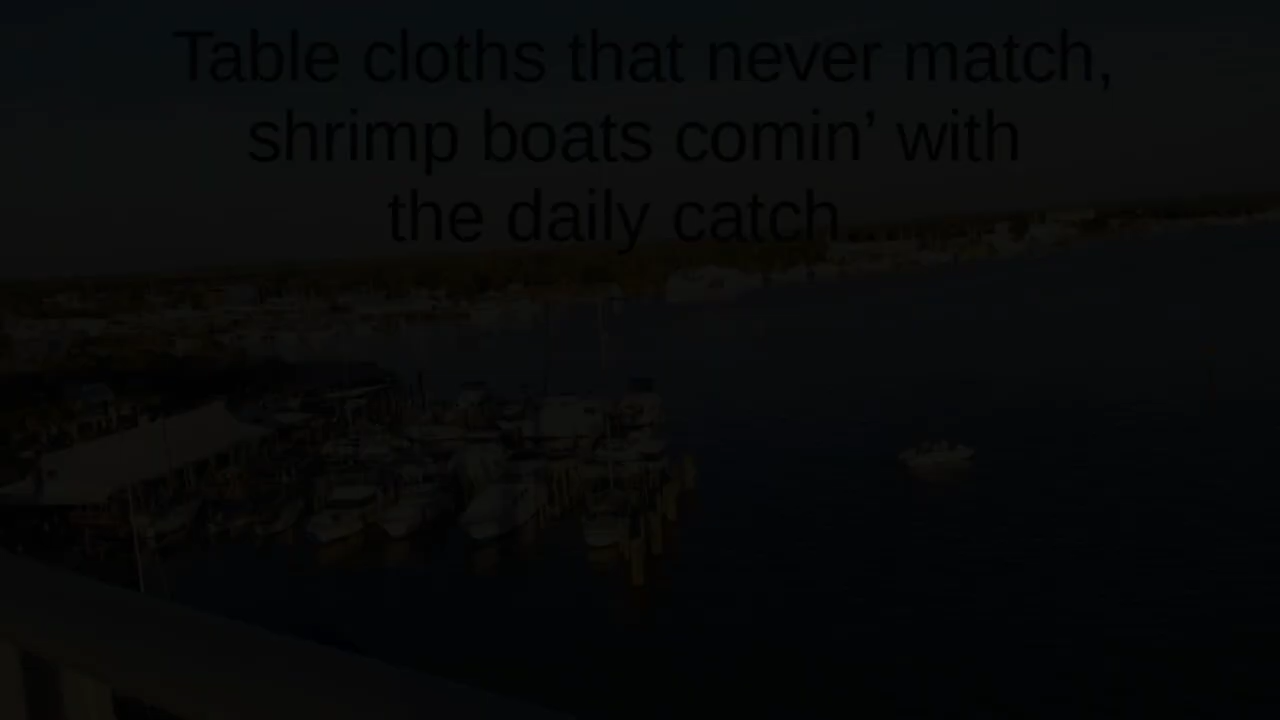 Table cloths that never match,
shrimp boats comin’ with
the daily catch